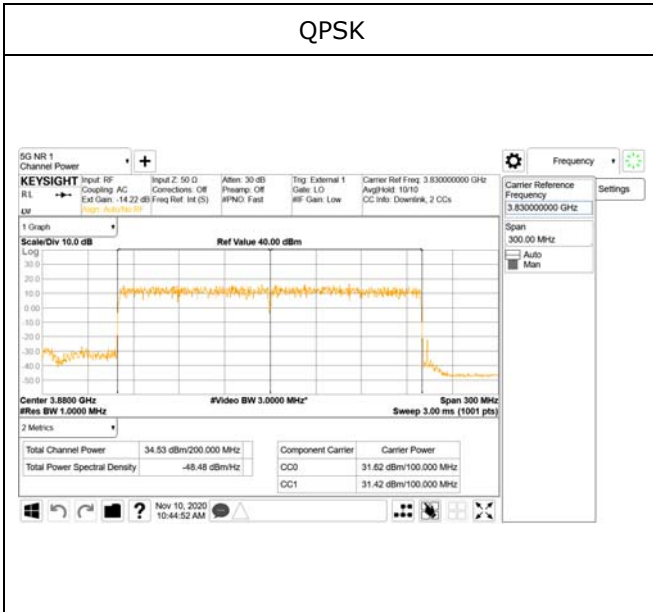 QPSK
5G NR 1
Channel Power
+
Frequency
KEYSIGHT
RL
Input: RF
Coupling: AC
Ext Gain: -14.22 dB
Align: Auto/No RF
Input Z: 50 Ω
Corrections: Off
Freq Ref: Int (S)
Atten: 30 dB
Preamp: Off
#PNO: Fast
Trig: External 1
Gate: LO
#IF Gain: Low
Carrier Ref Freq: 3.830000000 GHz
Avg|Hold: 10/10
CC Info: Downlink, 2 CCs
Carrier Reference
Frequency
3.830000000 GHz
Settings
Span
300.00 MHz
Auto
Man
1 Graph
Scale/Div 10.0 dB
Ref Value 40.00 dBm
Log
30.0
20.0
10.0
0.00
-10.0
-20.0
-30.0
-40.0
-50.0
Center 3.8800 GHz
#Video BW 3.0000 MHz*
Span 300 MHz
#Res BW 1.0000 MHz
Sweep 3.00 ms (1001 pts)
2 Metrics
Total Channel Power 34.53 dBm/200.000 MHz
Total Power Spectral Density -48.48 dBm/Hz
Component Carrier Carrier Power
CC0 31.62 dBm/100.000 MHz
CC1 31.42 dBm/100.000 MHz
?
Nov 10, 2020
10:44:52 AM